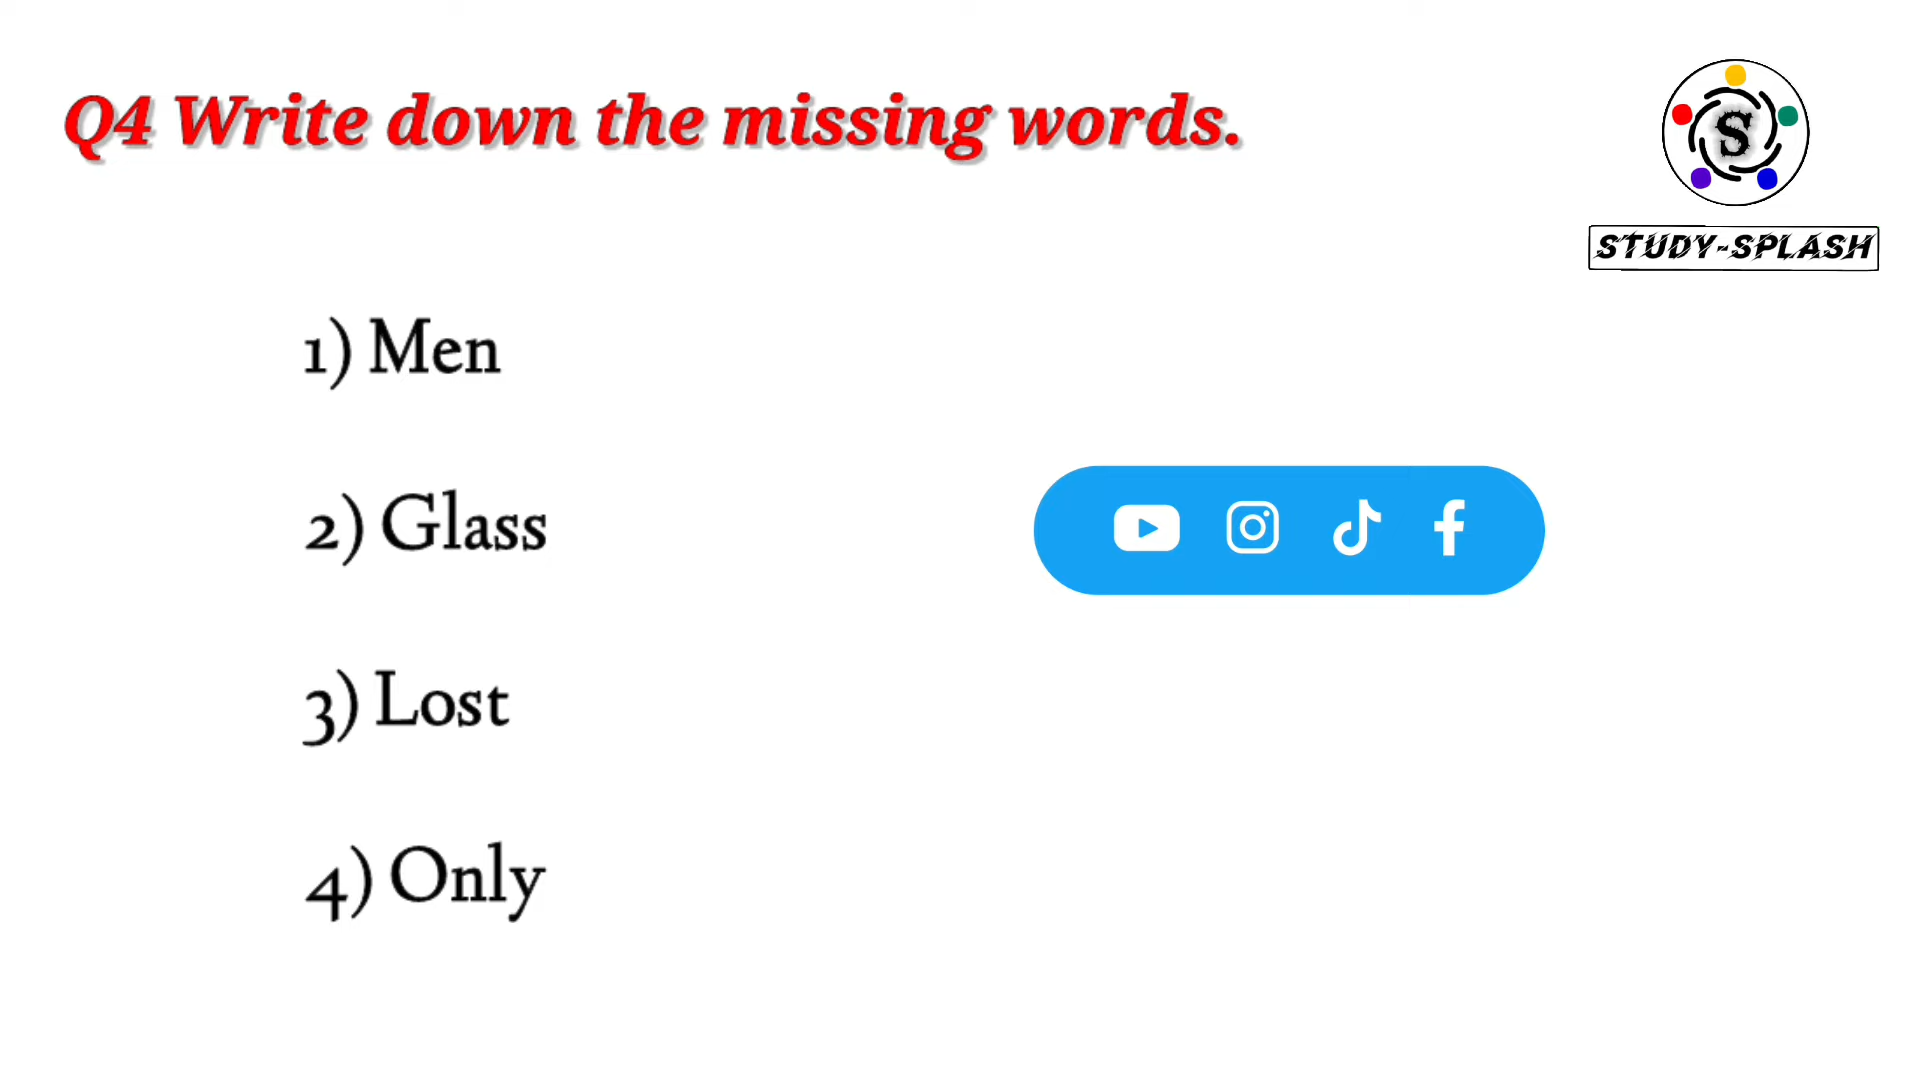 Q4 Write down the missing words.
S
STUDY-SPLASH
1) Men
2) Glass
3) Lost
4) Only